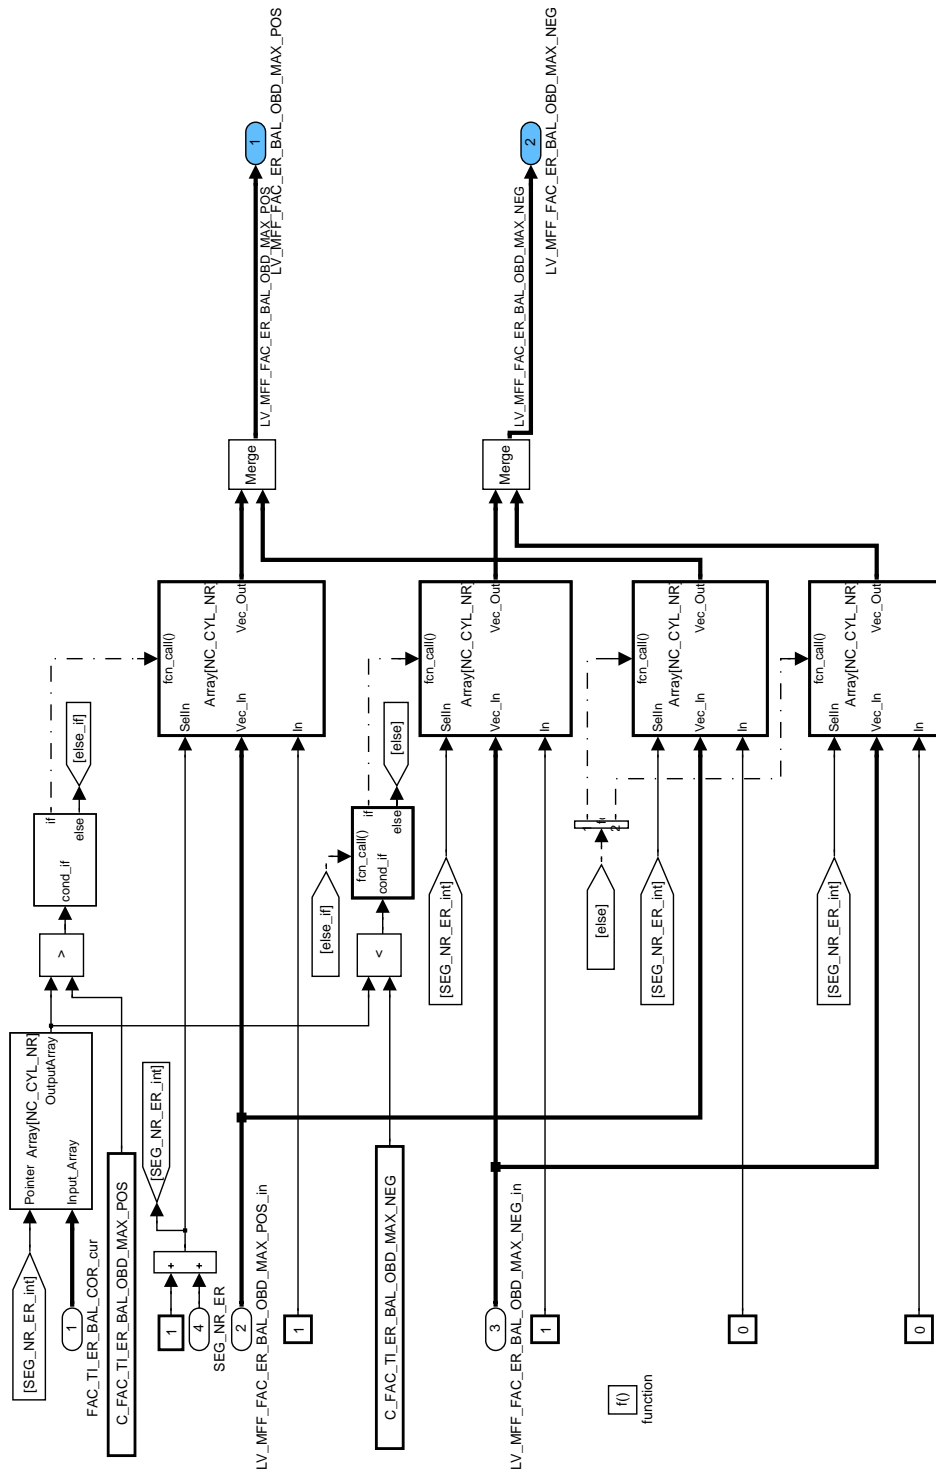 [SEG_NR_ER_int]
1
FAC_TI_ER_BAL_COR_cur
Pointer
Input_Array
Array[NC_CYL_NR]
OutputArray
C_FAC_TI_ER_BAL_OBD_MAX_POS
>
cond_if
if
else
[else_if]
1
4
SEG_NR_ER
+
+
[SEG_NR_ER_int]
2
LV_MFF_FAC_ER_BAL_OBD_MAX_POS_in
1
fcn_call()
SelIn
Vec_In
In
Array[NC_CYL_NR]
Vec_Out
Merge
LV_MFF_FAC_ER_BAL_OBD_MAX_POS
1
LV_MFF_FAC_ER_BAL_OBD_MAX_POS
C_FAC_TI_ER_BAL_OBD_MAX_NEG
<
[else_if]
fcn_call()
cond_if
if
else
[else]
[SEG_NR_ER_int]
3
LV_MFF_FAC_ER_BAL_OBD_MAX_NEG_in
1
fcn_call()
SelIn
Vec_In
In
Array[NC_CYL_NR]
Vec_Out
Merge
LV_MFF_FAC_ER_BAL_OBD_MAX_NEG
2
LV_MFF_FAC_ER_BAL_OBD_MAX_NEG
[else]
1
2
[SEG_NR_ER_int]
0
fcn_call()
SelIn
Vec_In
In
Array[NC_CYL_NR]
Vec_Out
[SEG_NR_ER_int]
0
fcn_call()
SelIn
Vec_In
In
Array[NC_CYL_NR]
Vec_Out
f()
function